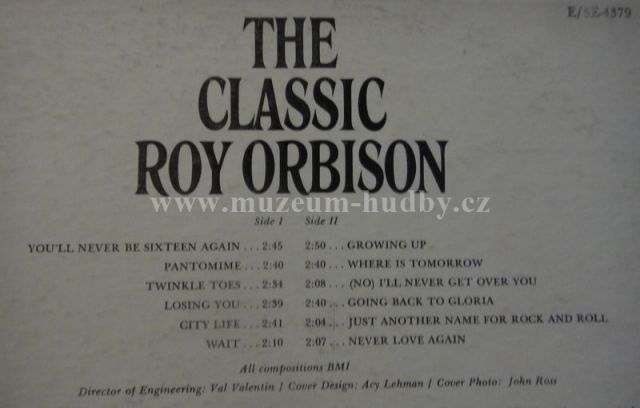 E/SE-4379
THE
CLASSIC
ROY ORBISON
www.muzeum-hudby.cz
Side I Side II
YOU'LL NEVER BE SIXTEEN AGAIN ... 2:45 2:50 ... GROWING UP
PANTOMIME ... 2:40 2:40 ... WHERE IS TOMORROW
TWINKLE TOES ... 2:34 2:08 ... (NO) I'LL NEVER GET OVER YOU
LOSING YOU ... 2:39 2:40 ... GOING BACK TO GLORIA
CITY LIFE ... 2:41 2:04 ... JUST ANOTHER NAME FOR ROCK AND ROLL
WAIT ... 2:10 2:07 ... NEVER LOVE AGAIN
All compositions BMI
Director of Engineering: Val Valentin / Cover Design: Acy Lehman / Cover Photo: John Ross